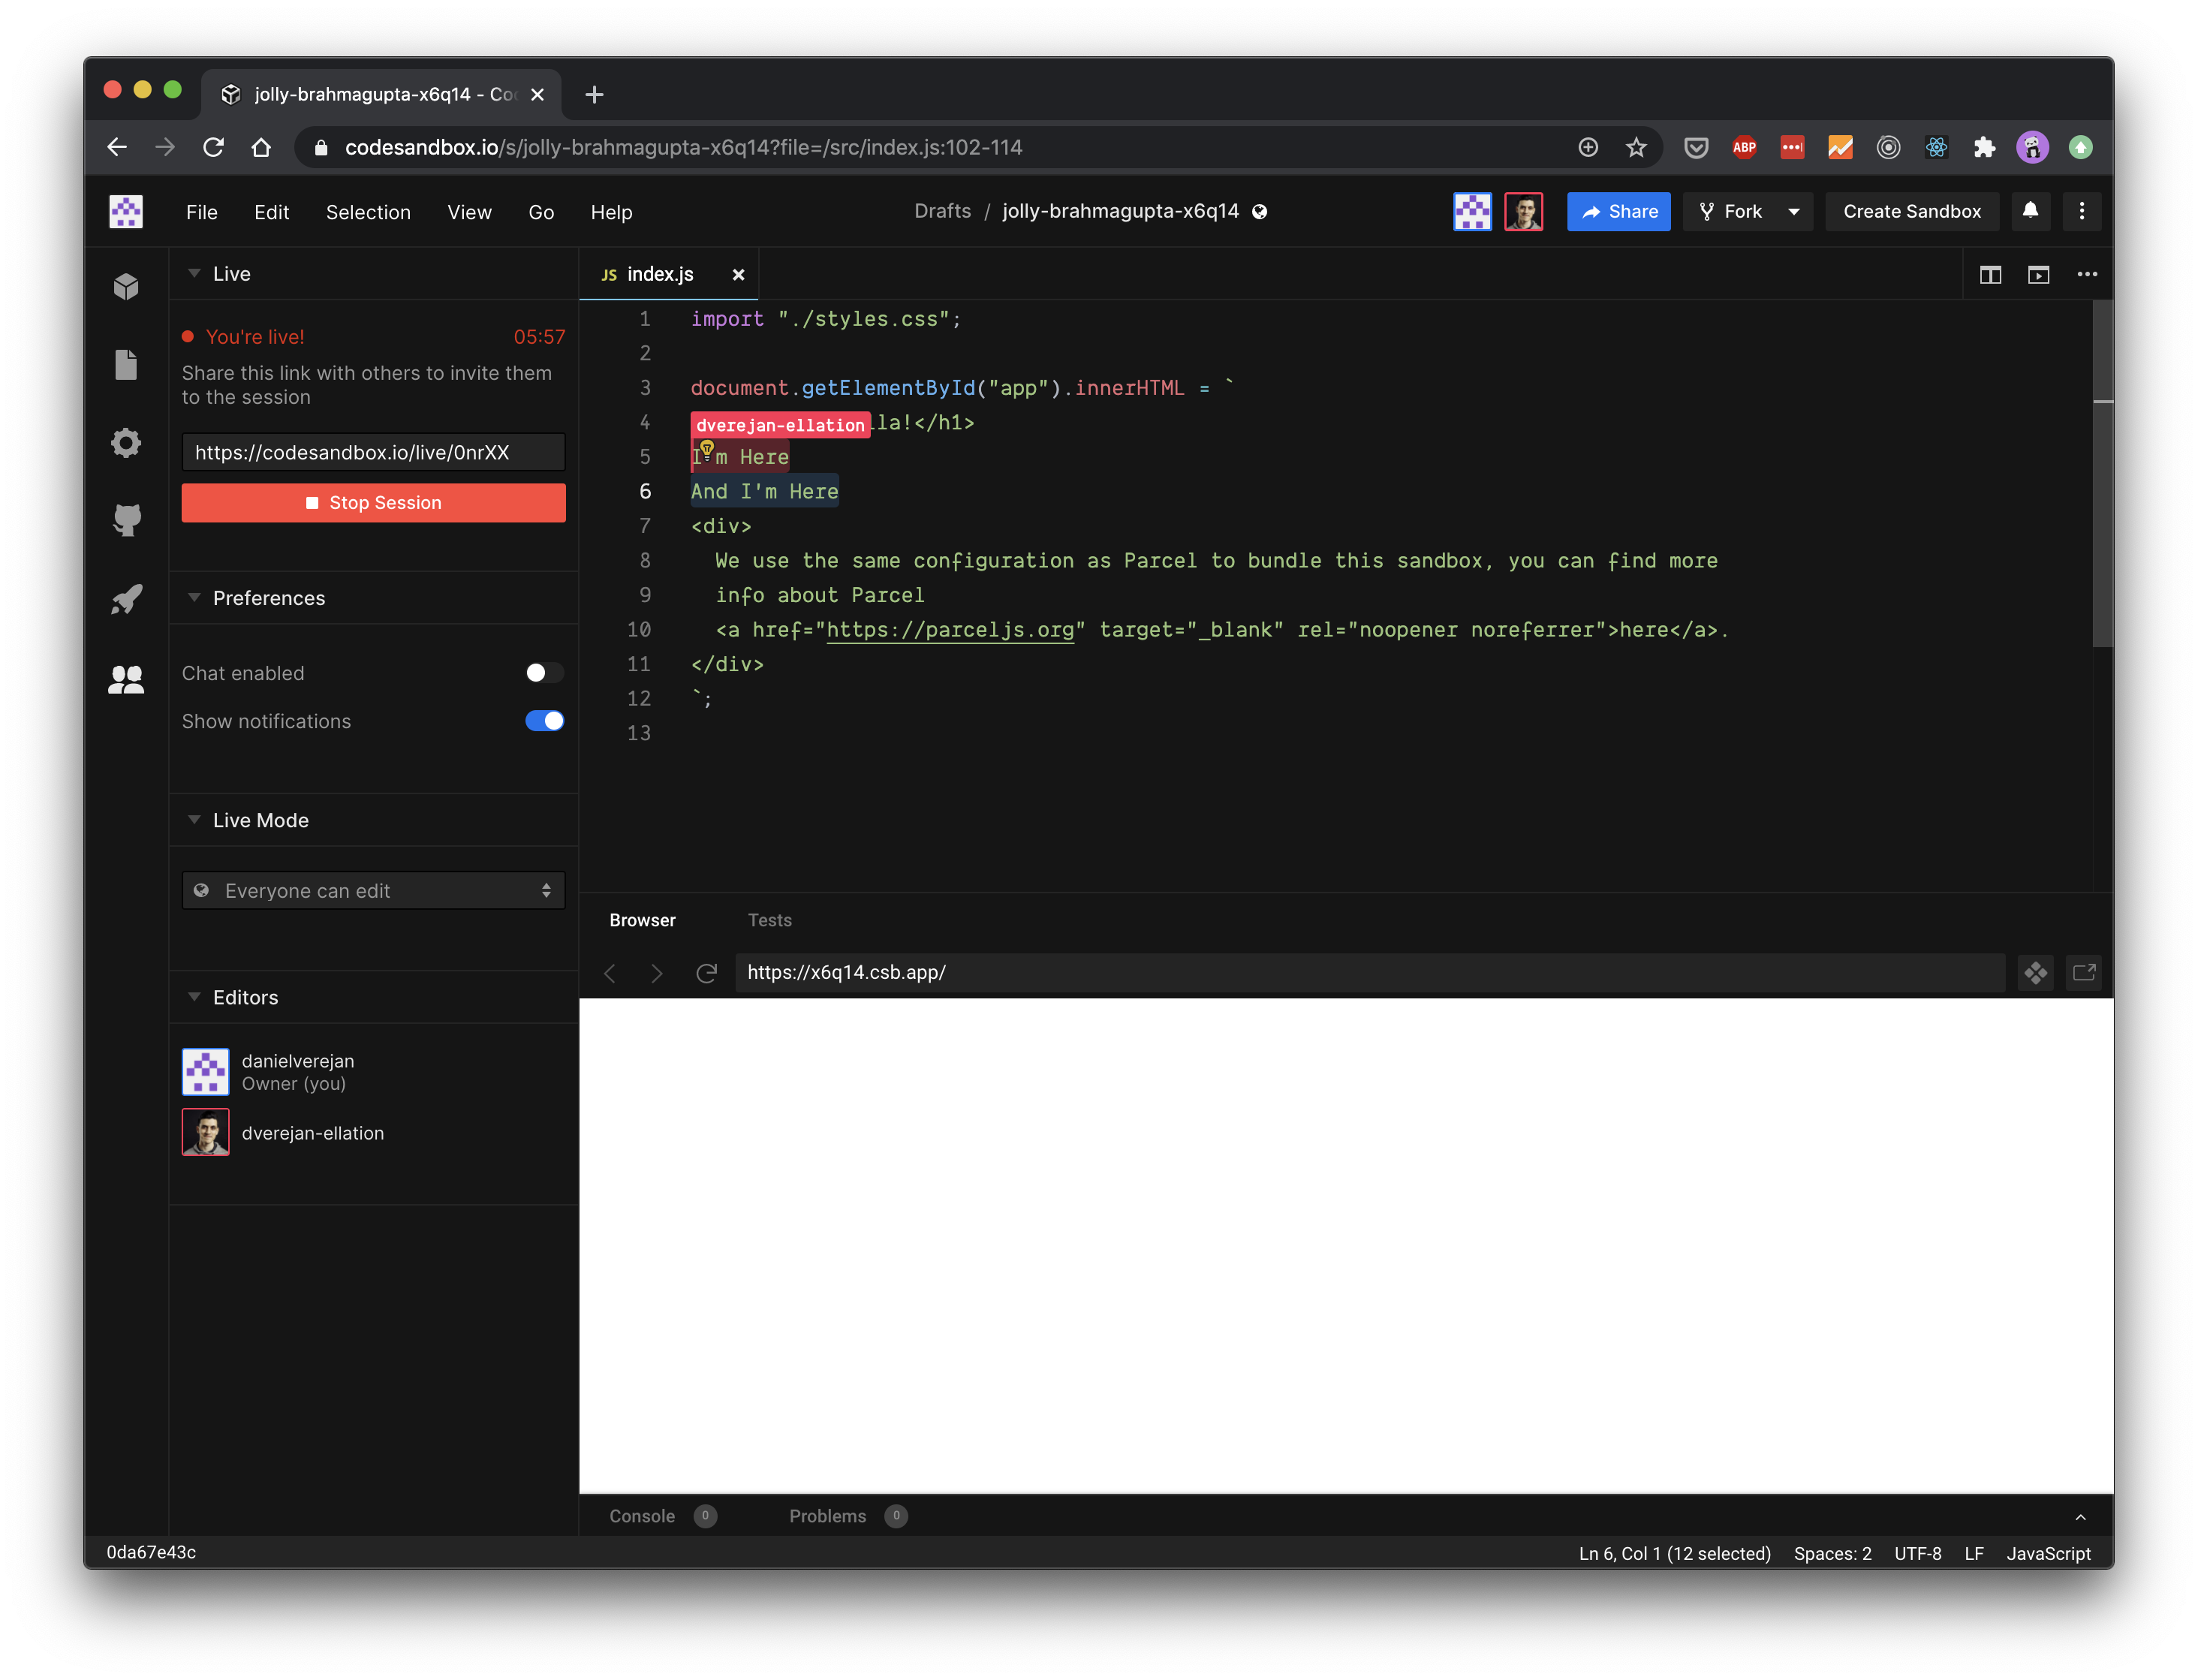 jolly-brahmagupta-x6q14 - Co
codesandbox.io/s/jolly-brahmagupta-x6q14?file=/src/index.js:102-114
ABP
File Edit Selection View Go Help
Drafts / jolly-brahmagupta-x6q14
Share Fork Create Sandbox
Live
You're live! 05:57
Share this link with others to invite them
to the session
https://codesandbox.io/live/0nrXX
Stop Session
Preferences
Chat enabled
Show notifications
Live Mode
Everyone can edit
Editors
danielverejan
Owner (you)
dverejan-ellation
JS index.js
1 import "./styles.css";
2
3 document.getElementById("app").innerHTML = `
4 dverejan-ellation la!</h1>
5 I'm Here
6 And I'm Here
7 <div>
8 We use the same configuration as Parcel to bundle this sandbox, you can find more
9 info about Parcel
10 <a href="https://parceljs.org" target="_blank" rel="noopener noreferrer">here</a>.
11 </div>
12 `;
13
Browser Tests
https://x6q14.csb.app/
Console 0 Problems 0
0da67e43c
Ln 6, Col 1 (12 selected) Spaces: 2 UTF-8 LF JavaScript